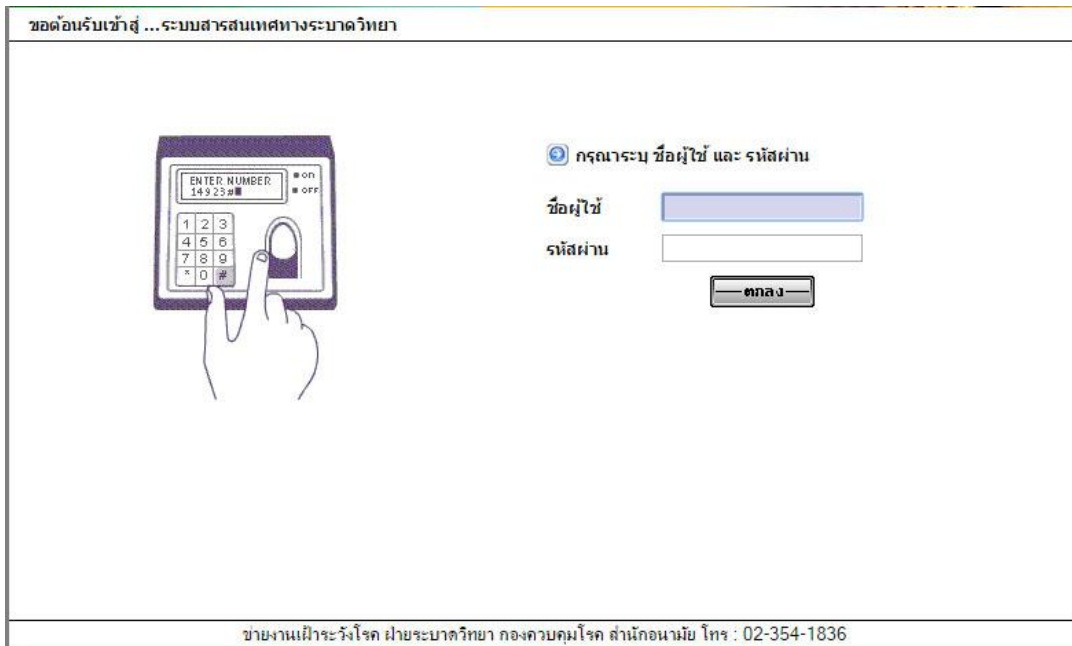 ขอต้อนรับเข้าสู่ ...ระบบสารสนเทศทางระบาดวิทยา
ENTER NUMBER
14923#
ON
OFF
1 2 3
4 5 6
7 8 9
* 0 #
กรุณาระบุ ชื่อผู้ใช้ และ รหัสผ่าน
ชื่อผู้ใช้
รหัสผ่าน
ตกลง
ข่ายงานเฝ้าระวังโรค ฝ่ายระบาดวิทยา กองควบคุมโรค สำนักอนามัย โทร : 02-354-1836